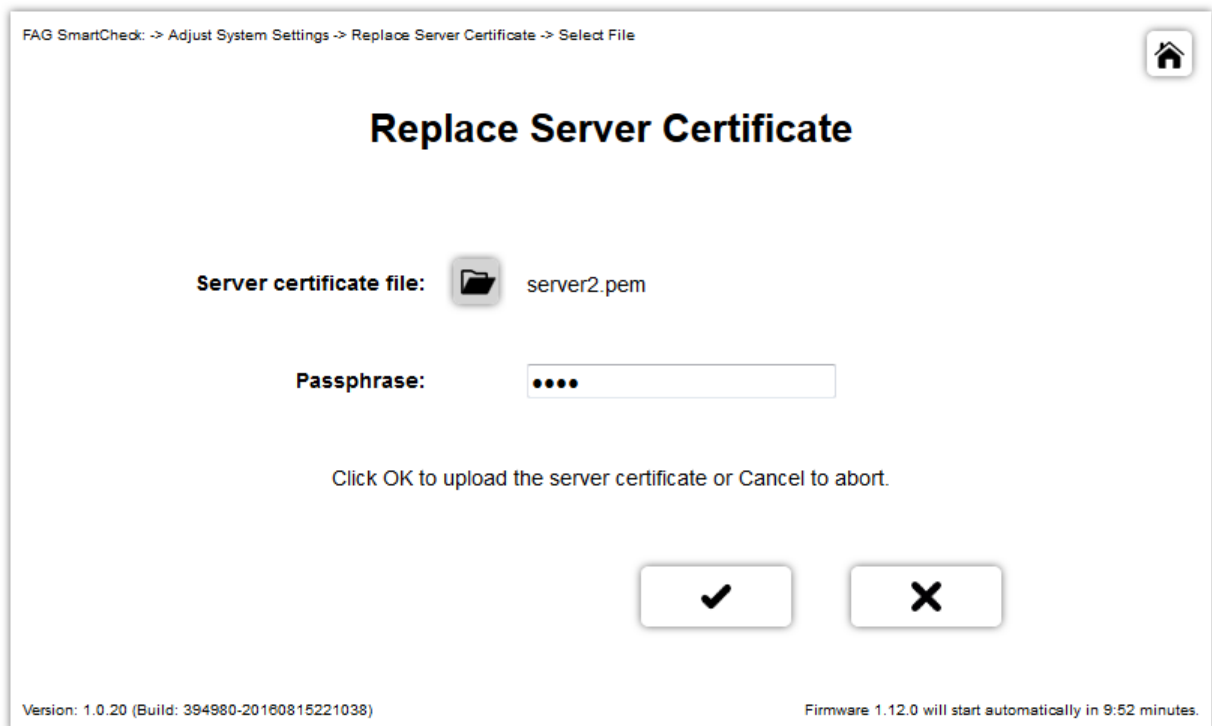 FAG SmartCheck: -> Adjust System Settings -> Replace Server Certificate -> Select File
Replace Server Certificate
Server certificate file: server2.pem
Passphrase: ••••
Click OK to upload the server certificate or Cancel to abort.
Version: 1.0.20 (Build: 394980-20160815221038) Firmware 1.12.0 will start automatically in 9:52 minutes.